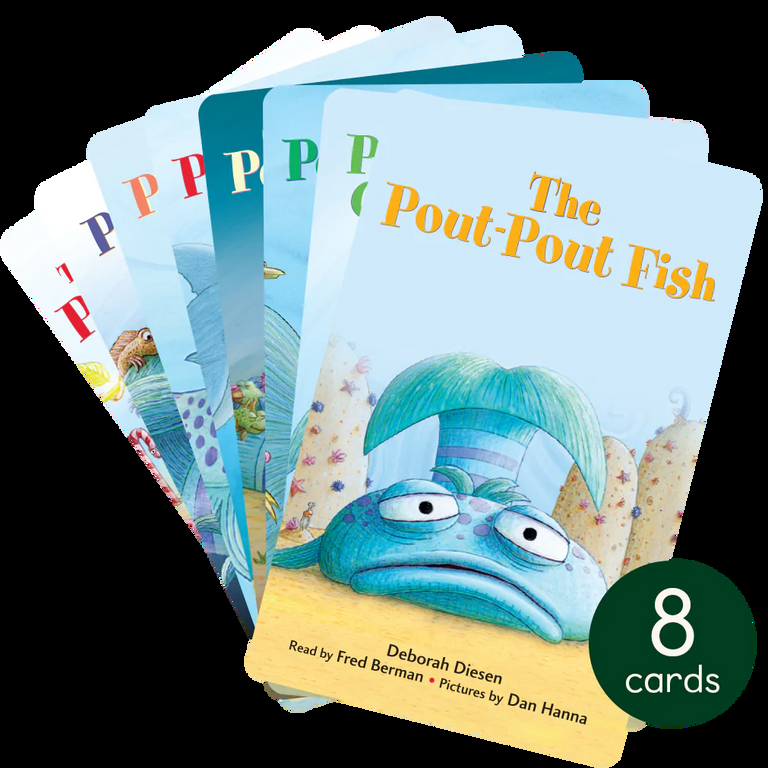 The
Pout-Pout Fish
Deborah Diesen
Read by Fred Berman • Pictures by Dan Hanna
8
cards
P
P
P
P
P
P